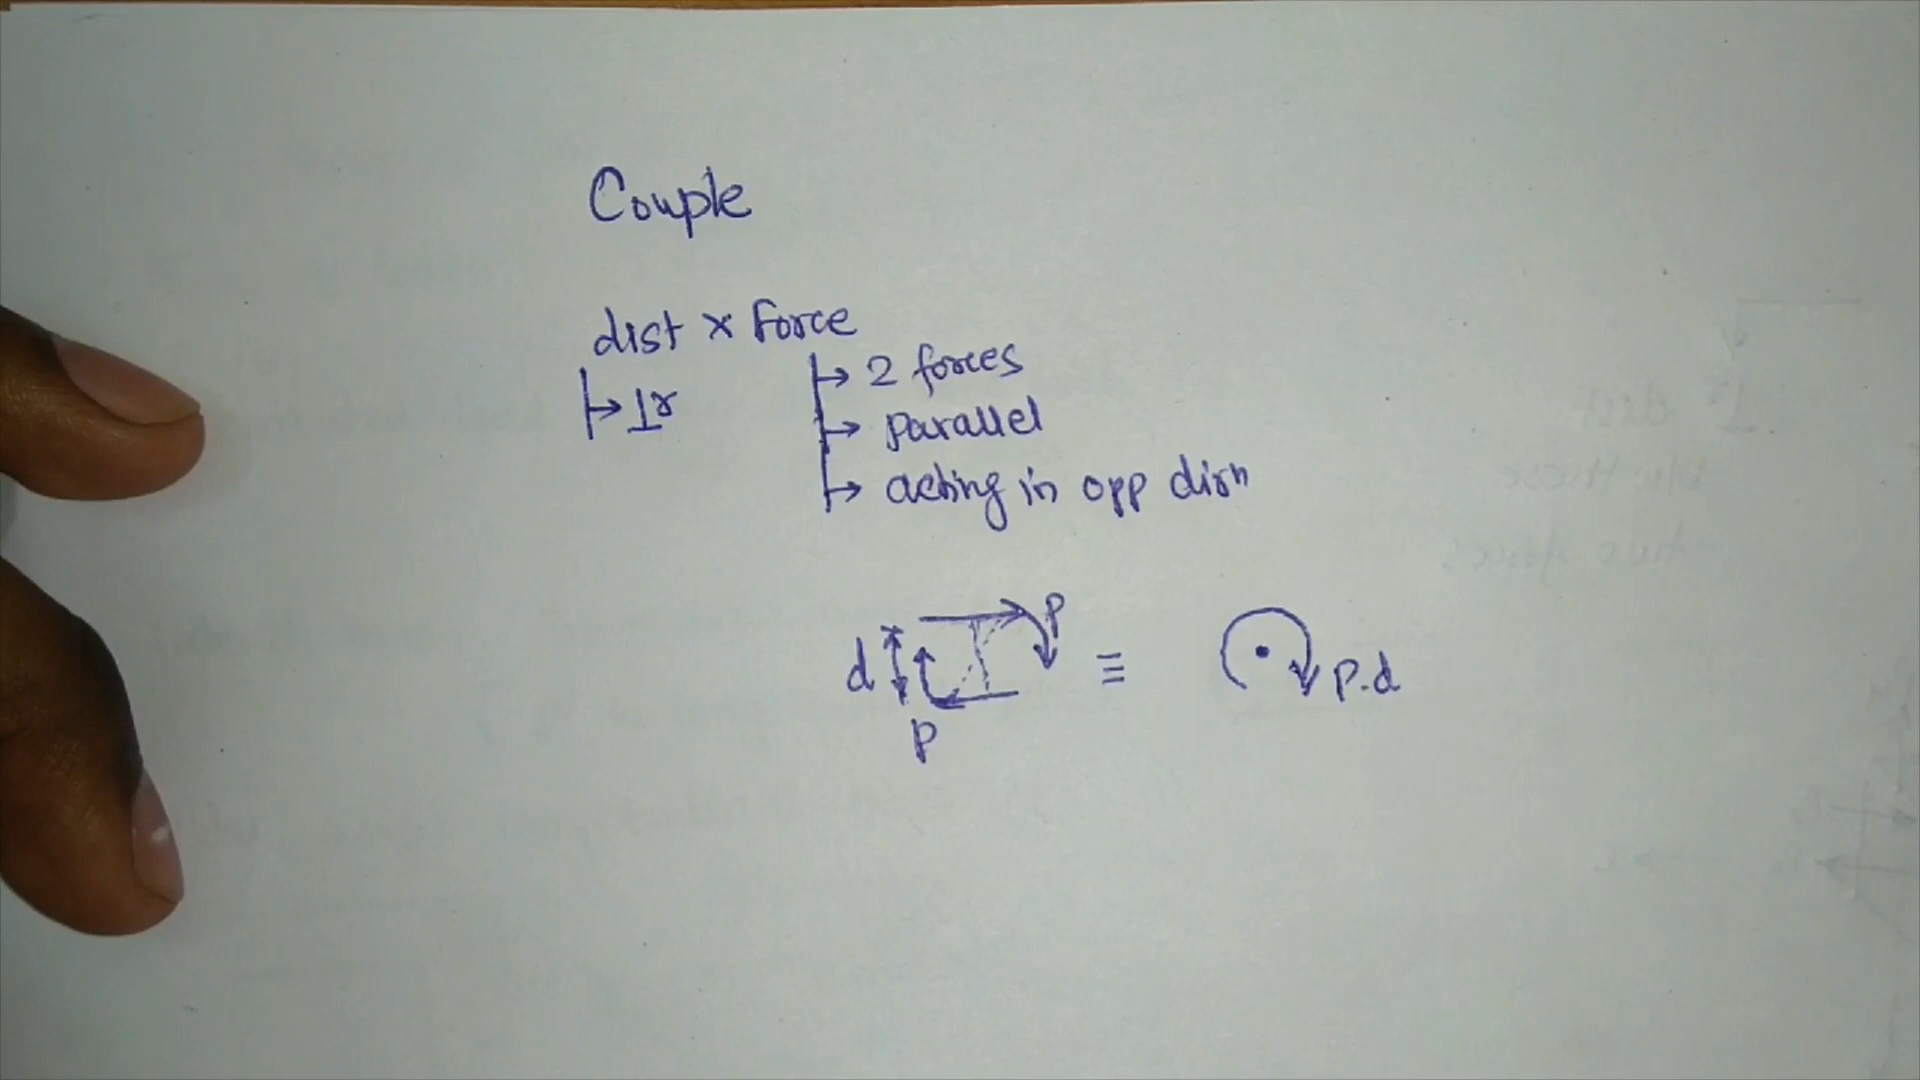 Couple
dist × Force
→ ⊥r
→ 2 forces
→ parallel
→ acting in opp dirn
d
P
P
≡
P.d